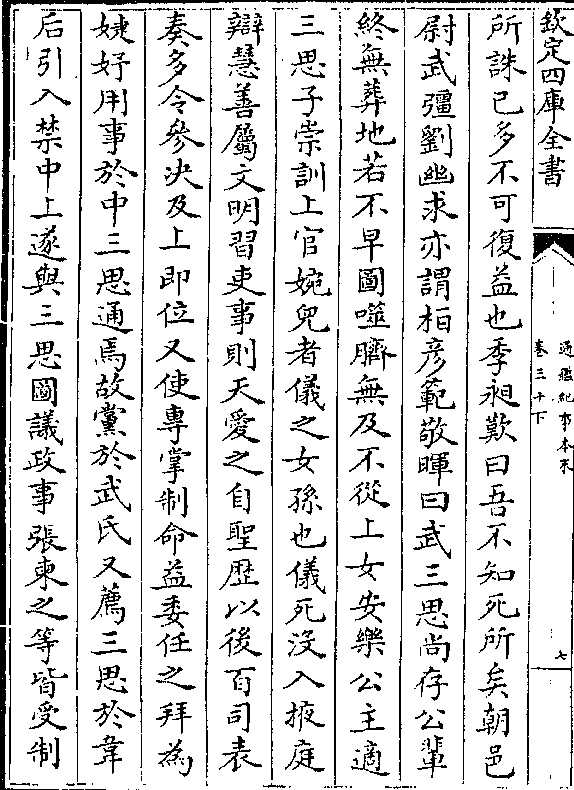 欽定四庫全書
通鑑紀事本末
卷三十下
七
所誅已多不可復益也季昶歎曰吾不知死所矣朝邑
尉武彊劉幽求亦謂桓彦範敬暉曰武三思尚存公輩
終無葬地若不早圖噬臍無及不從上女安樂公主適
三思子崇訓上官婉兒者儀之女孫也儀死沒入掖庭
辯慧善屬文明習吏事則天愛之自聖歴以後百司表
奏多令參決及上即位又使專掌制命益委任之拜為
婕妤用事於中三思通焉故黨於武氏又薦三思於韋
后引入禁中上遂與三思圖議政事張柬之等皆受制